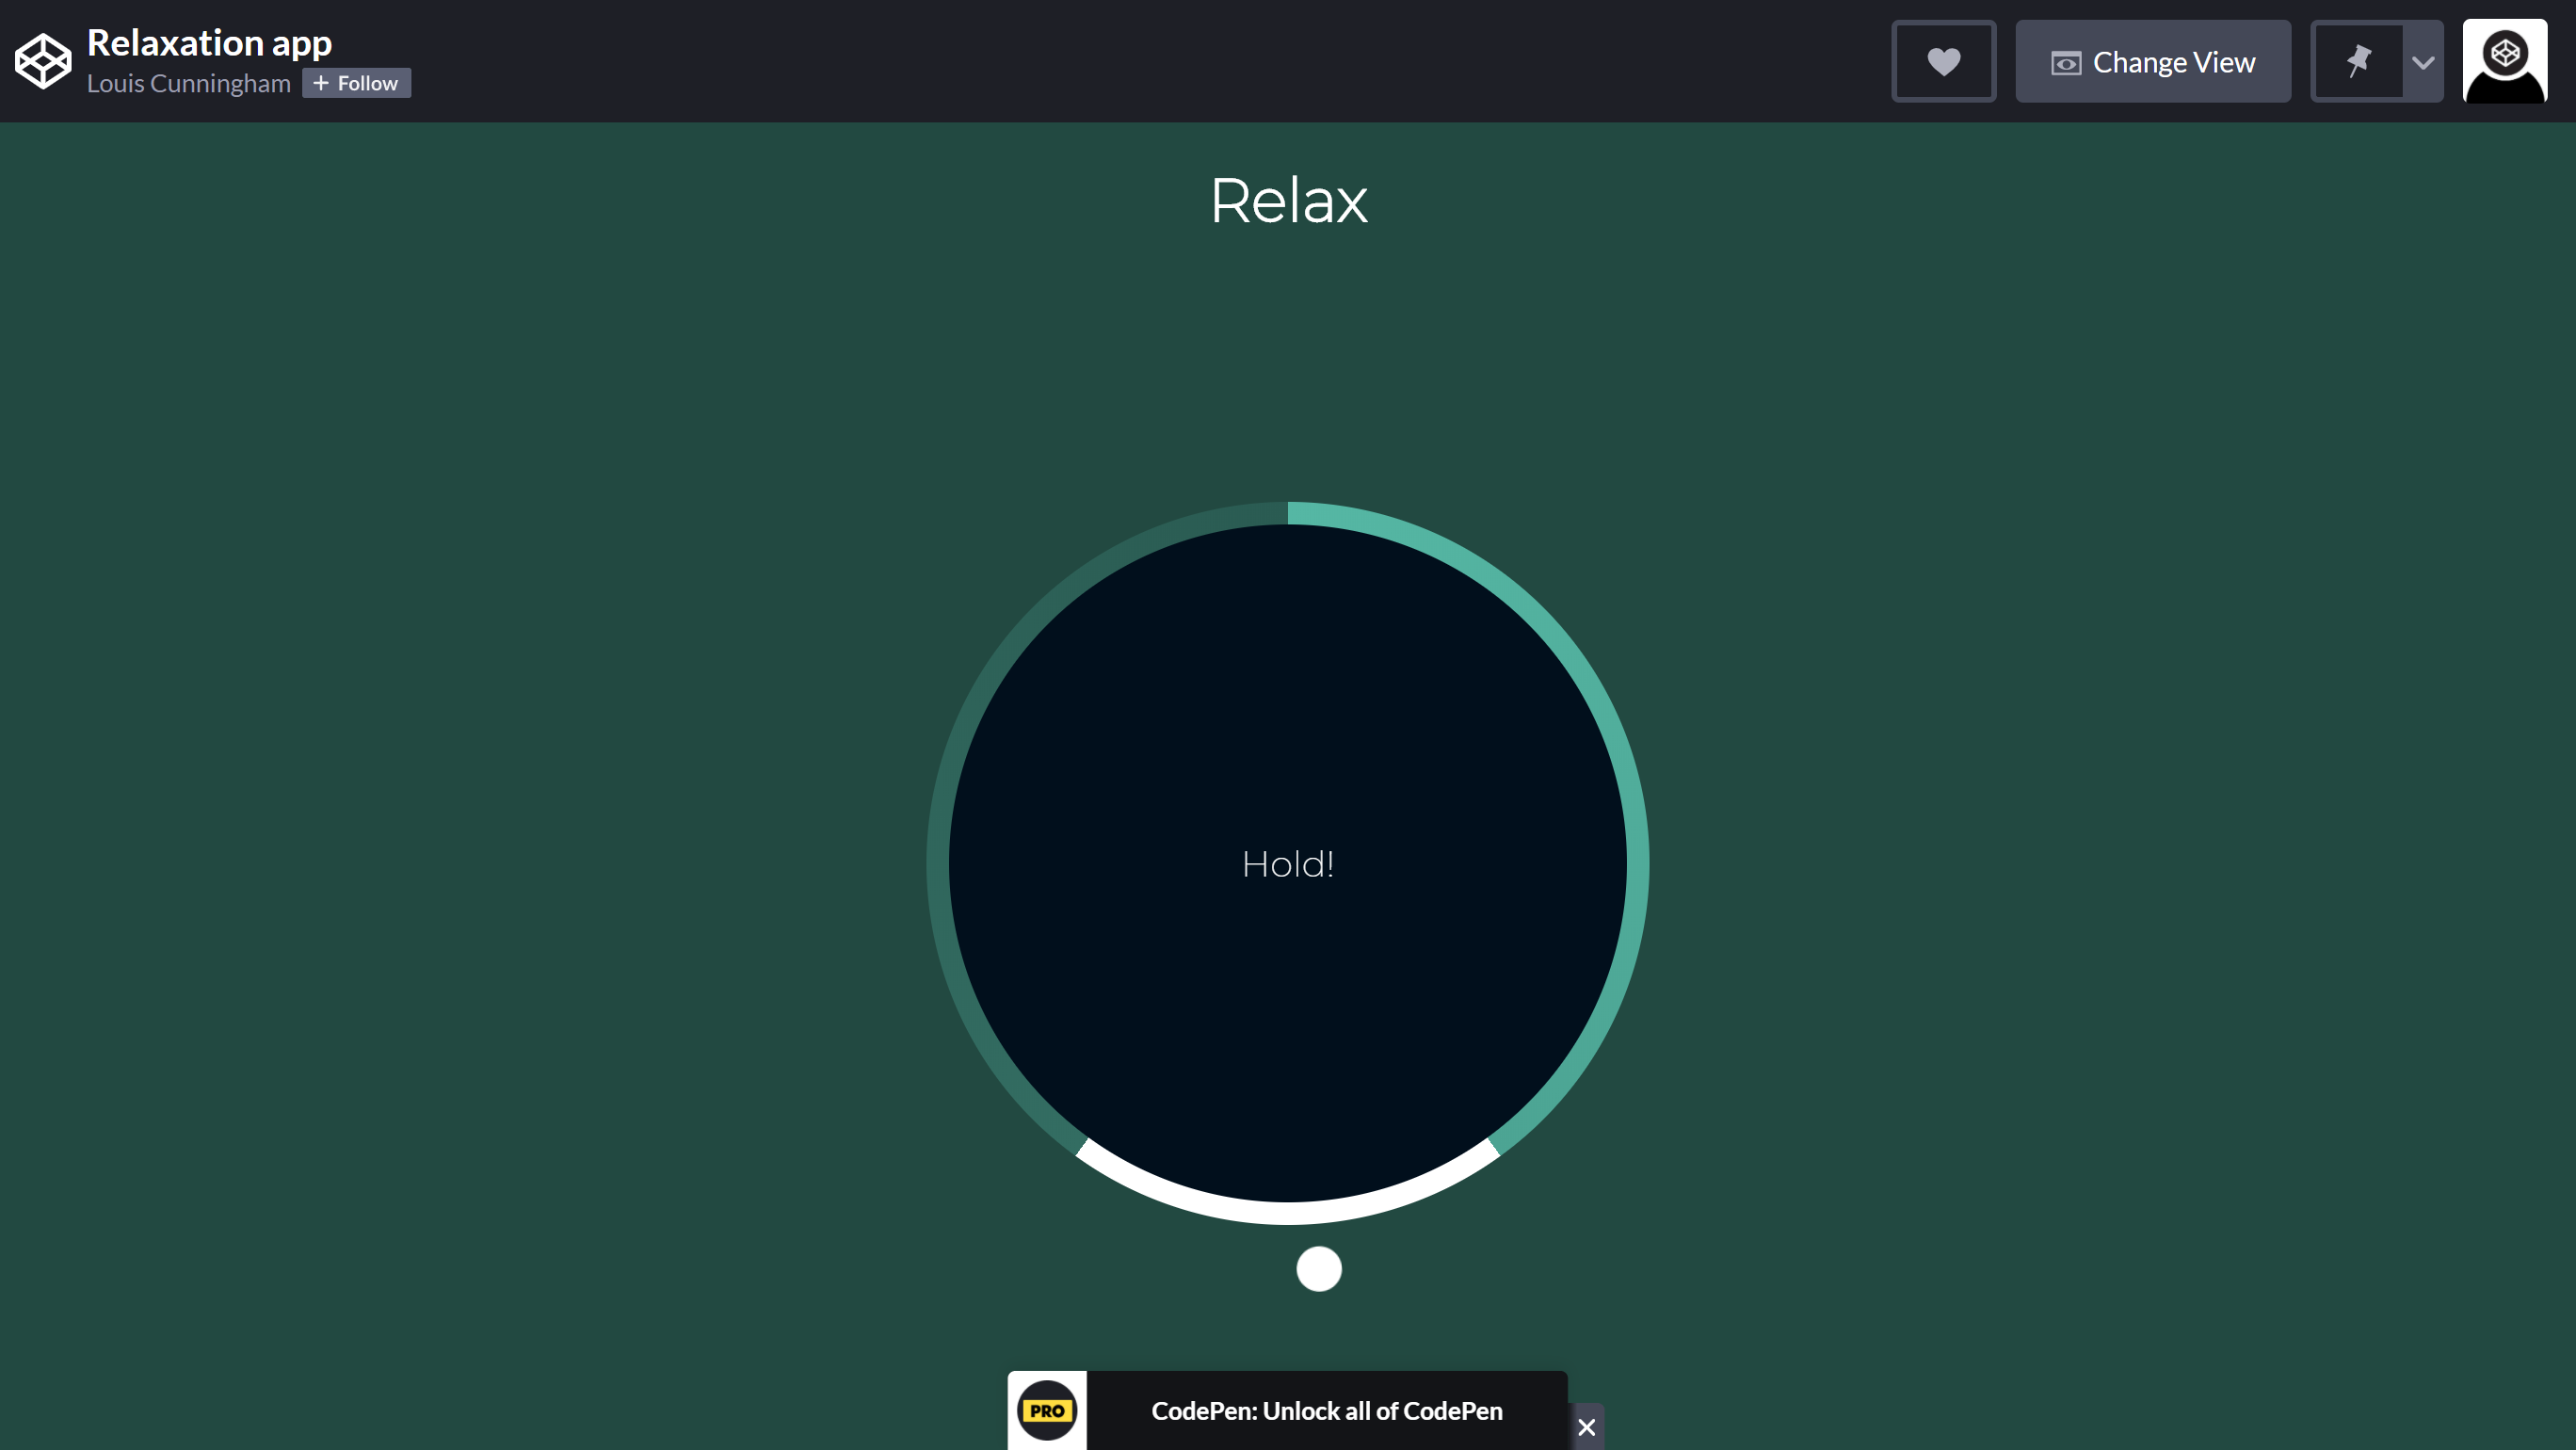 Relaxation app
Louis Cunningham
+ Follow
Change View
Relax
Hold!
PRO
CodePen: Unlock all of CodePen